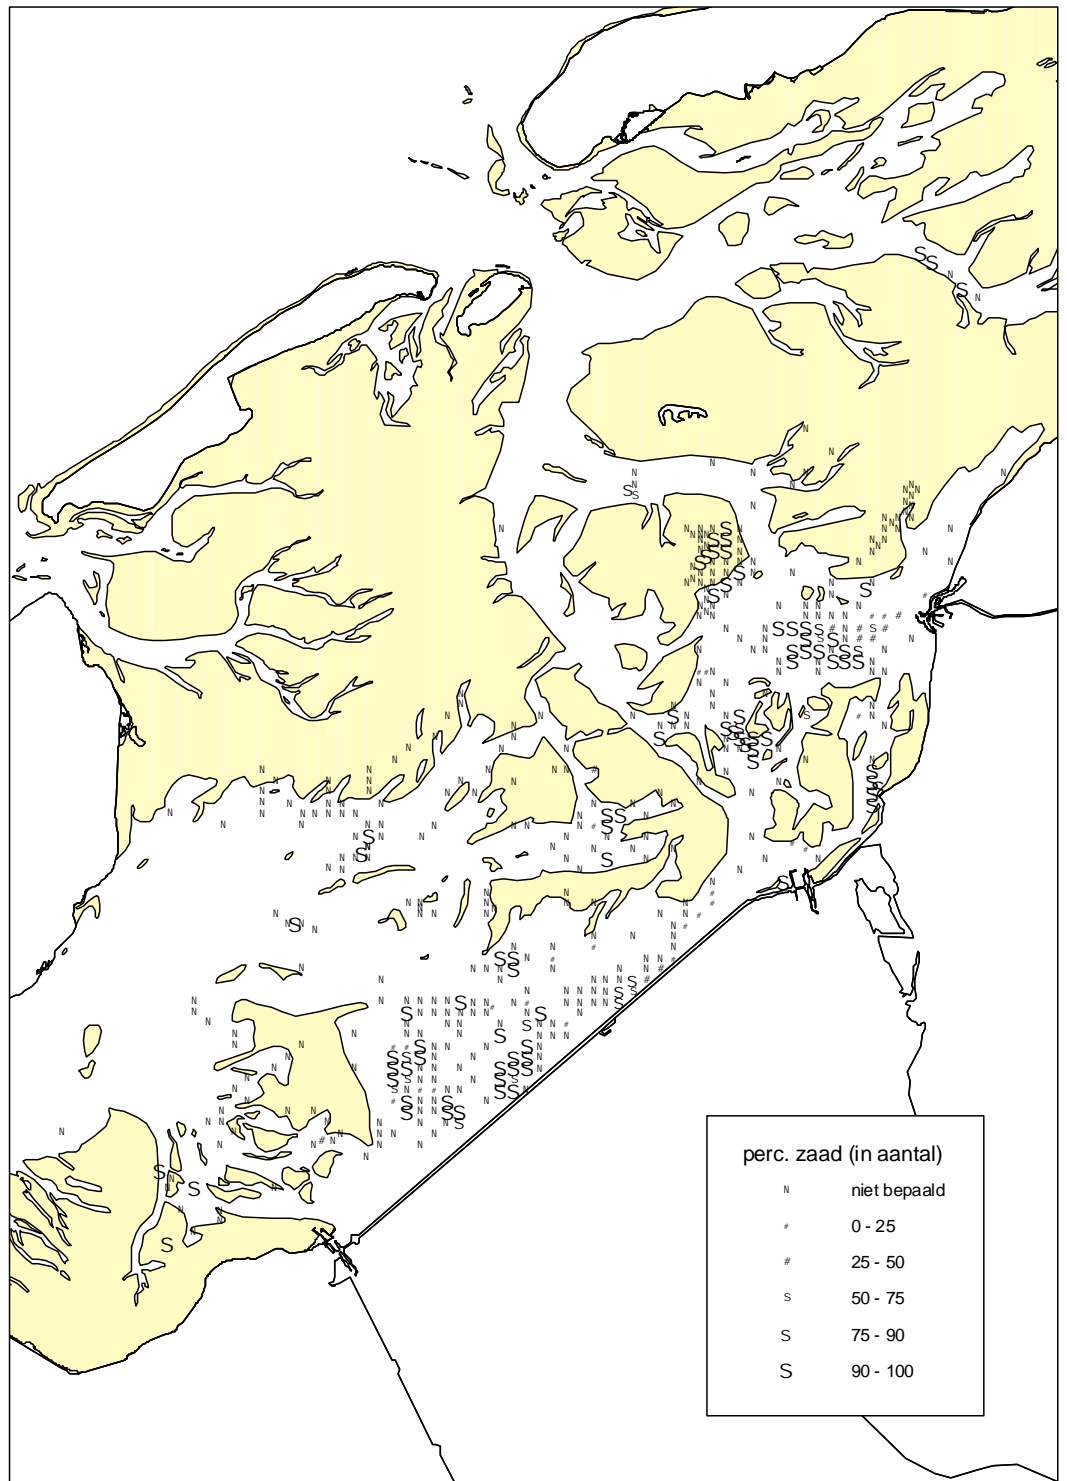 perc. zaad (in aantal)
N niet bepaald
# 0 - 25
# 25 - 50
S 50 - 75
S 75 - 90
S 90 - 100